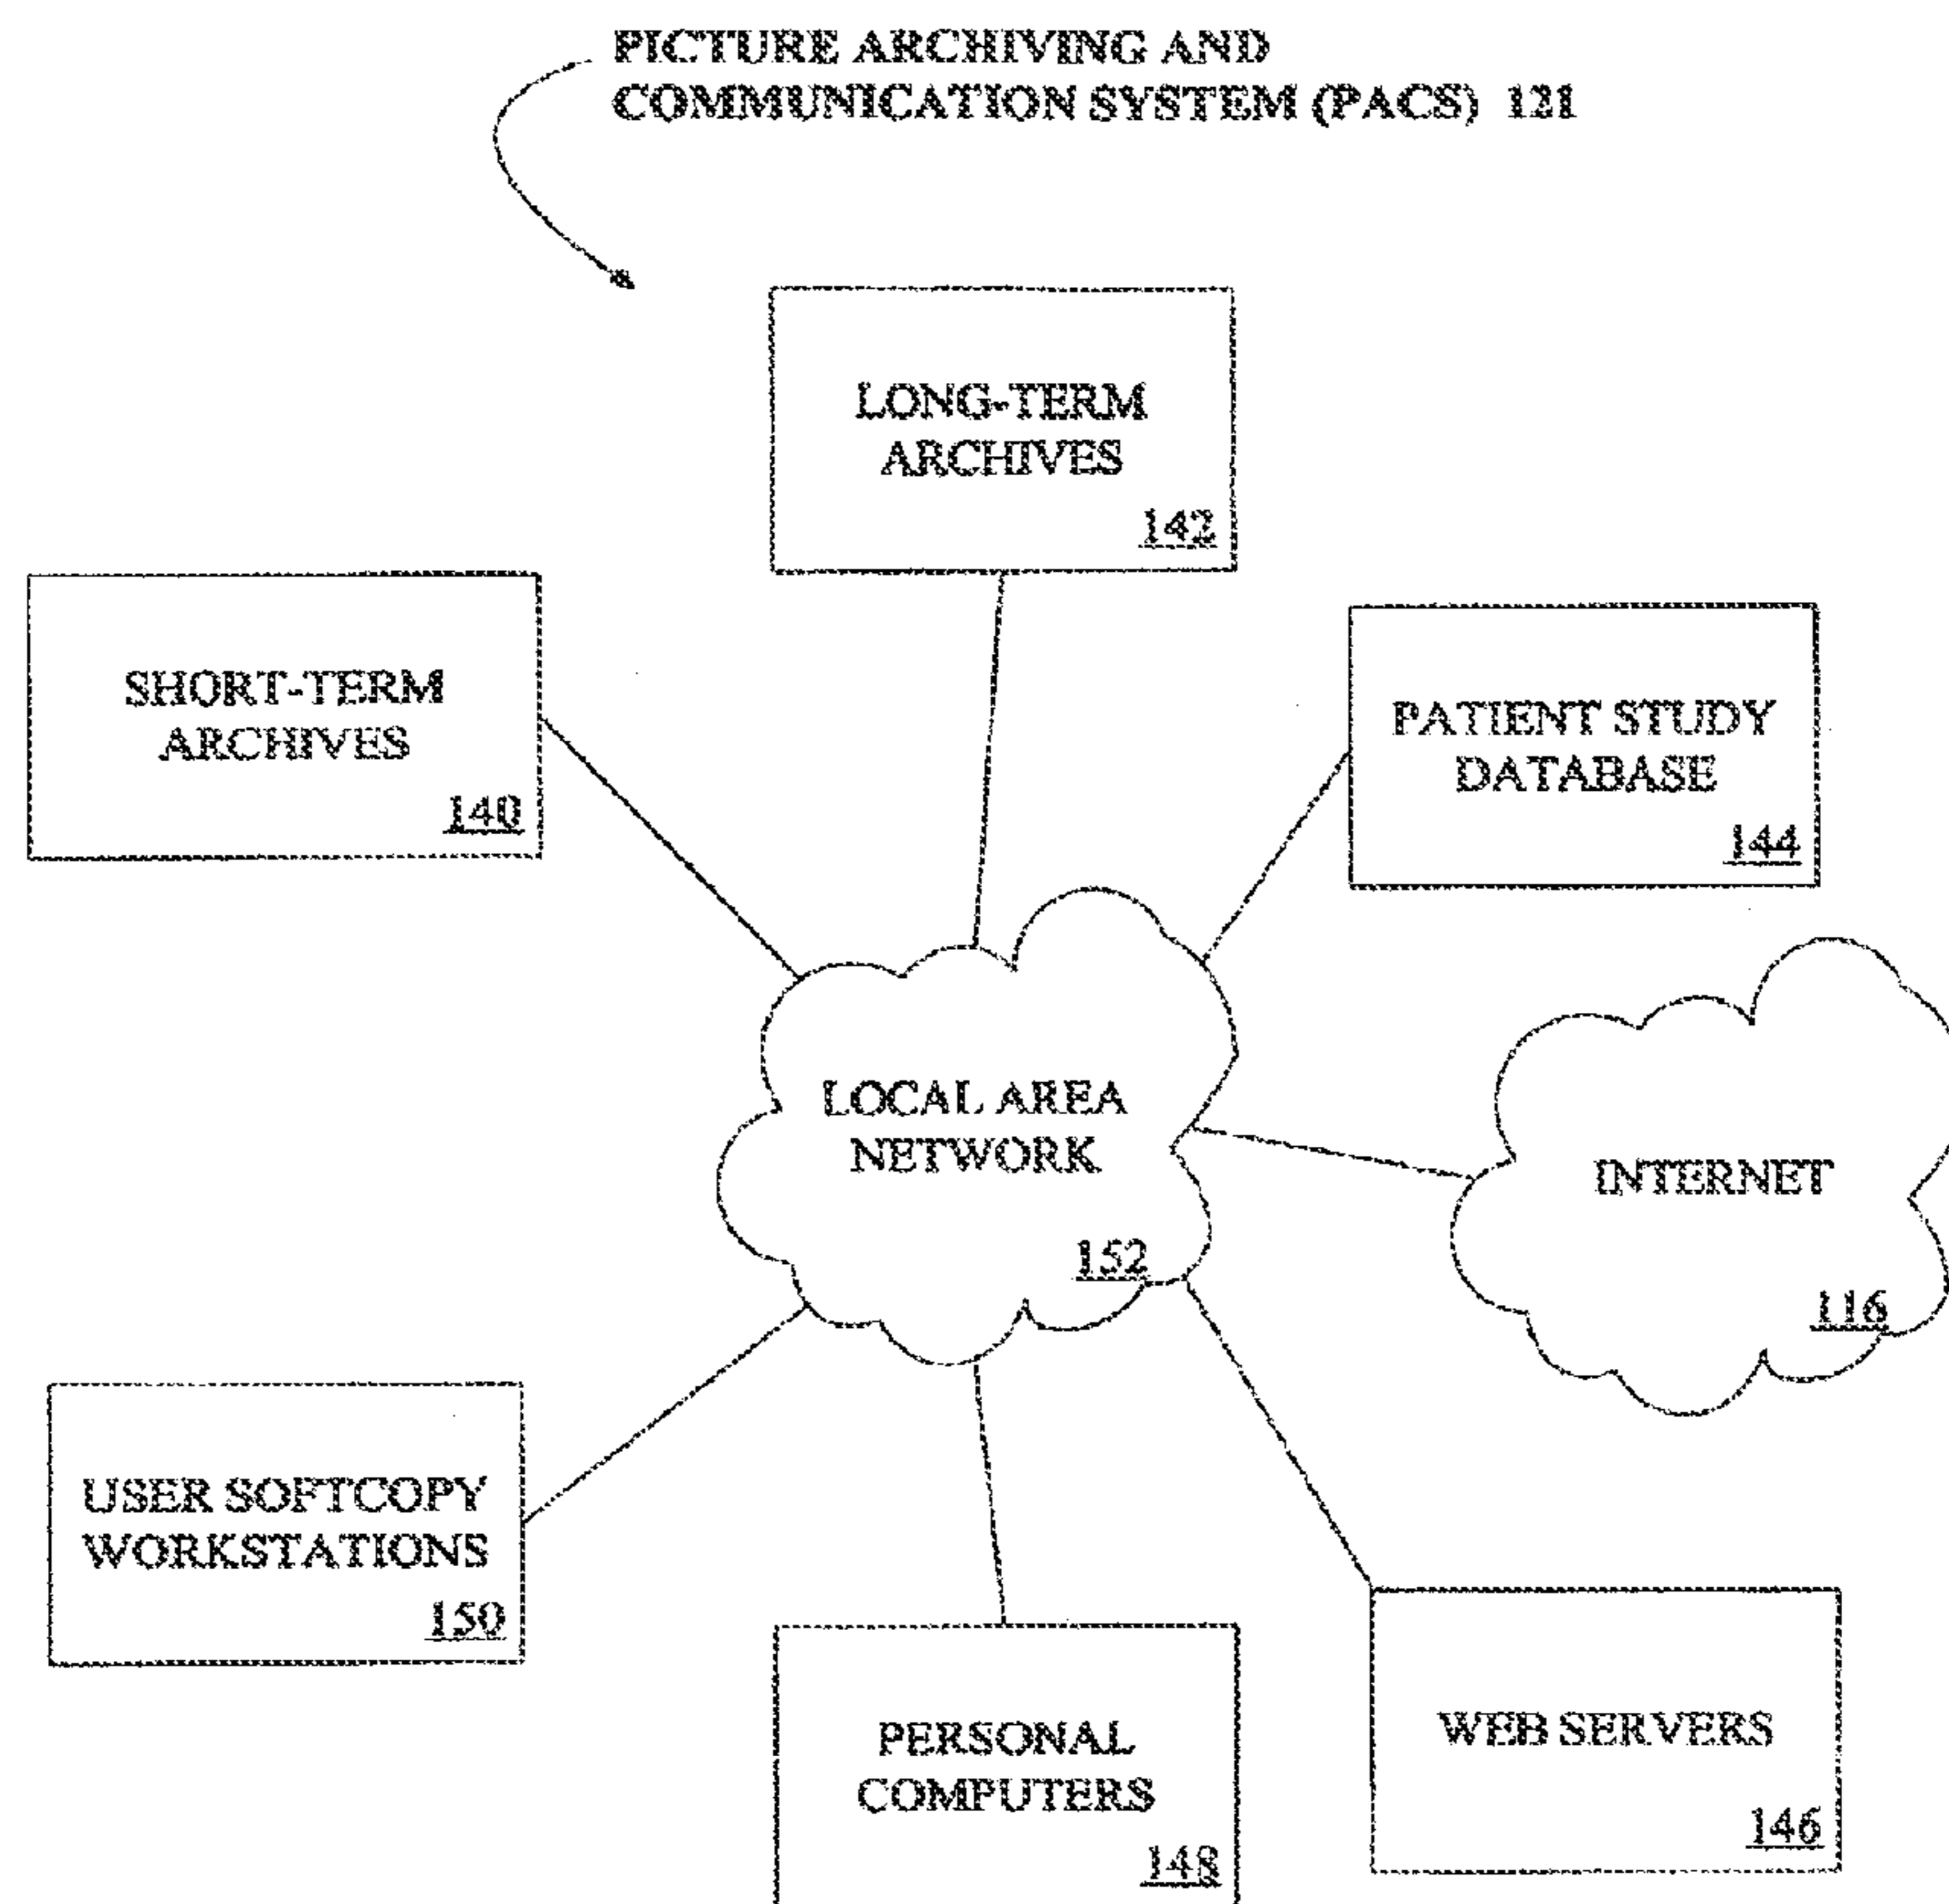 PICTURE ARCHIVING AND
COMMUNICATION SYSTEM (PACS) 121
LONG-TERM
ARCHIVES
142
SHORT-TERM
ARCHIVES
140
PATIENT STUDY
DATABASE
144
LOCAL AREA
NETWORK
152
INTERNET
116
USER SOFTCOPY
WORKSTATIONS
150
PERSONAL
COMPUTERS
148
WEB SERVERS
146